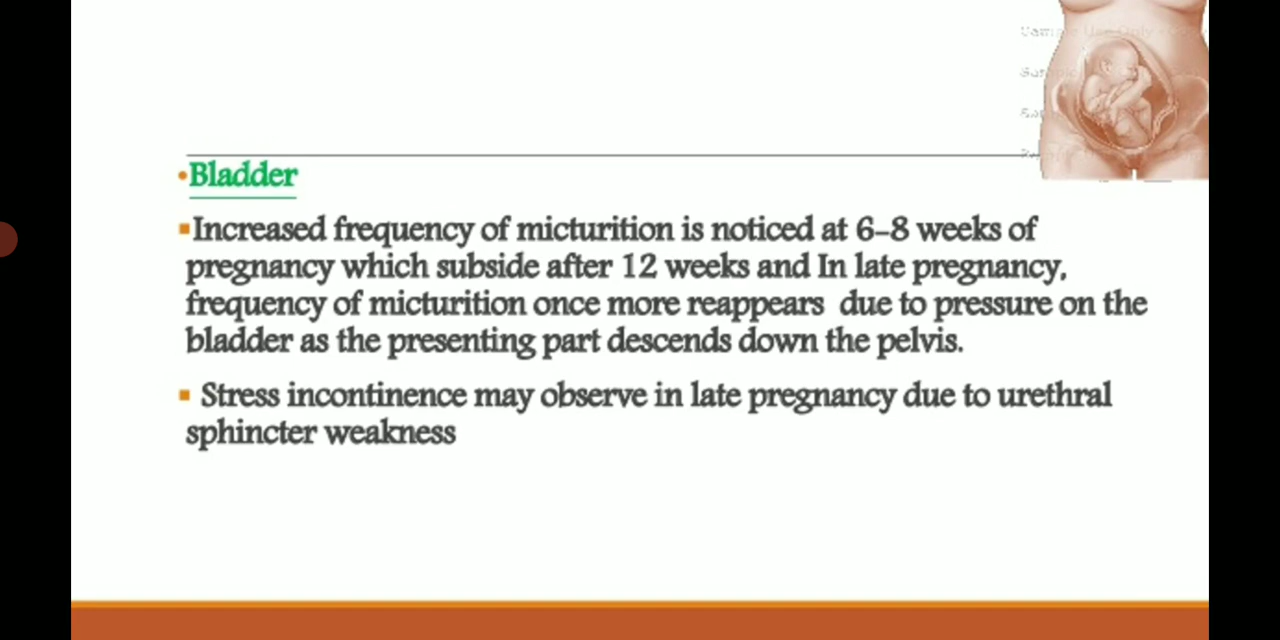 Bladder
Increased frequency of micturition is noticed at 6-8 weeks of
pregnancy which subside after 12 weeks and In late pregnancy,
frequency of micturition once more reappears due to pressure on the
bladder as the presenting part descends down the pelvis.
Stress incontinence may observe in late pregnancy due to urethral
sphincter weakness